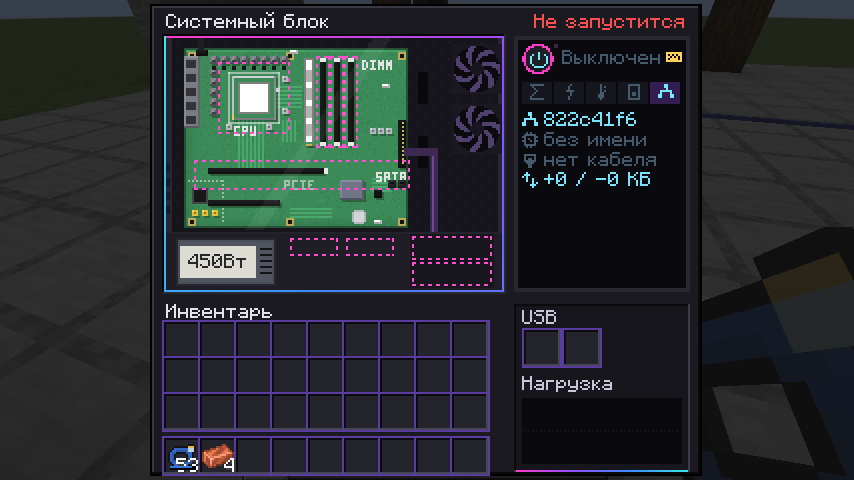 Системный блок
Не запустится
DIMM
CPU
PCIE
SATA
450Вт
Выключен
822c41f6
без имени
нет кабеля
+0 / -0 КБ
Инвентарь
USB
Нагрузка
53
4